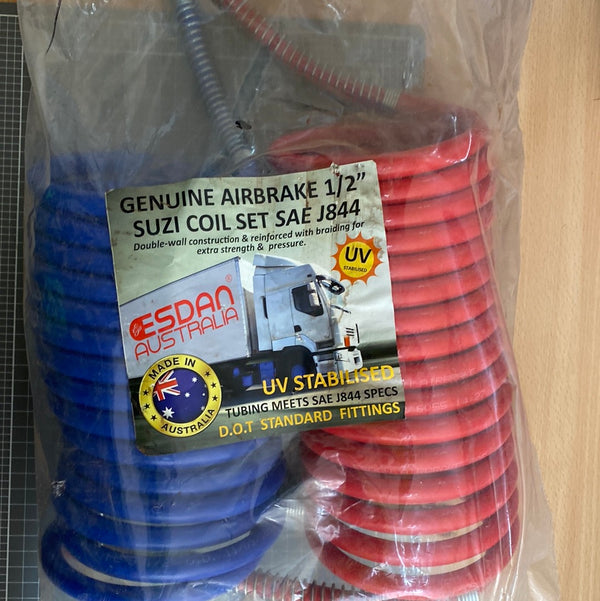 GENUINE AIRBRAKE 1/2”
SUZI COIL SET SAE J844
Double-wall construction & reinforced with braiding for
extra strength & pressure.
UV
STABILISED
ESDAN®
AUSTRALIA
MADE IN
AUSTRALIA
UV STABILISED
TUBING MEETS SAE J844 SPECS
D.O.T STANDARD FITTINGS